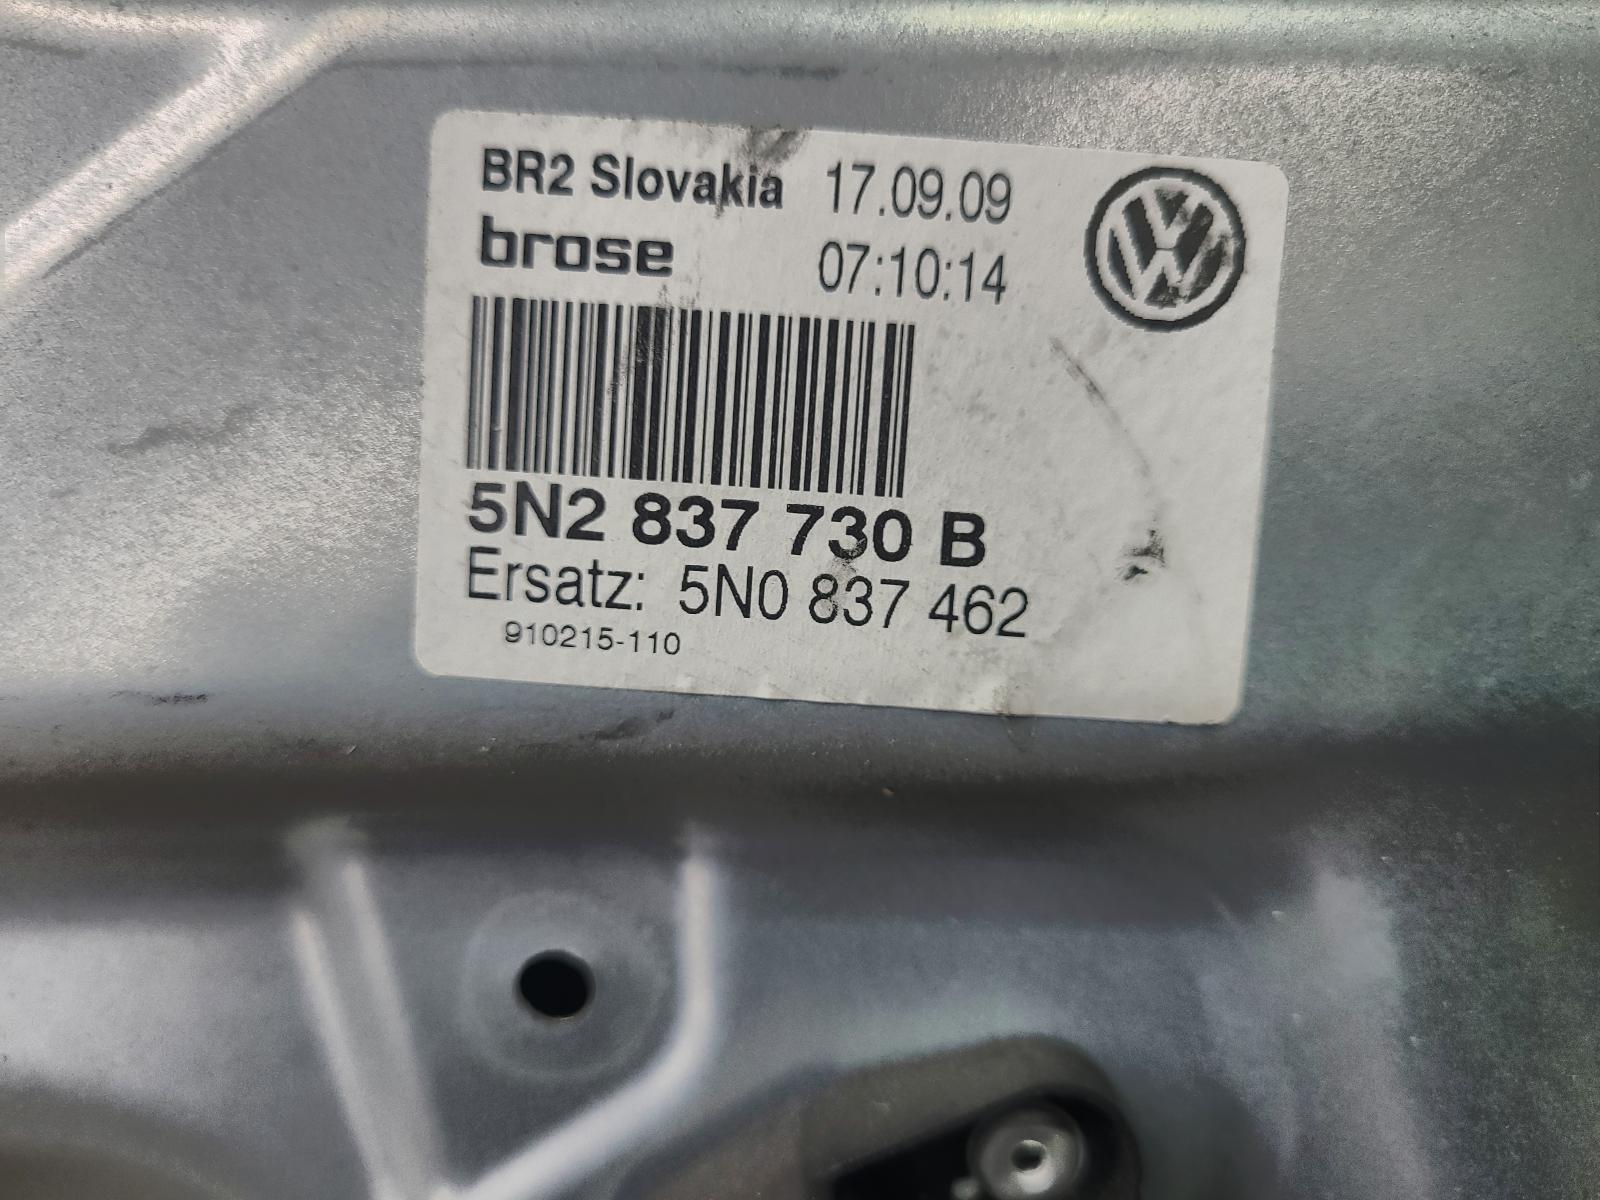 BR2 Slovakia 17.09.09
brose 07:10:14
5N2 837 730 B
Ersatz: 5N0 837 462
910215-110